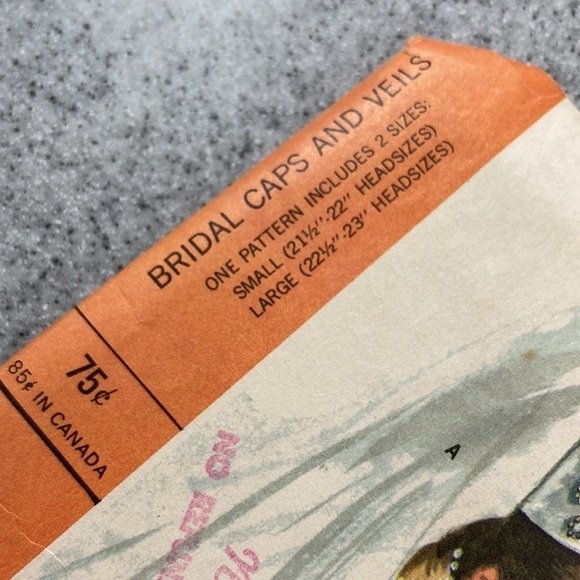 BRIDAL CAPS AND VEILS
ONE PATTERN INCLUDES 2 SIZES:
SMALL (21½"-22" HEADSIZES)
LARGE (22½"-23" HEADSIZES)
75¢
85¢ IN CANADA
A
NO